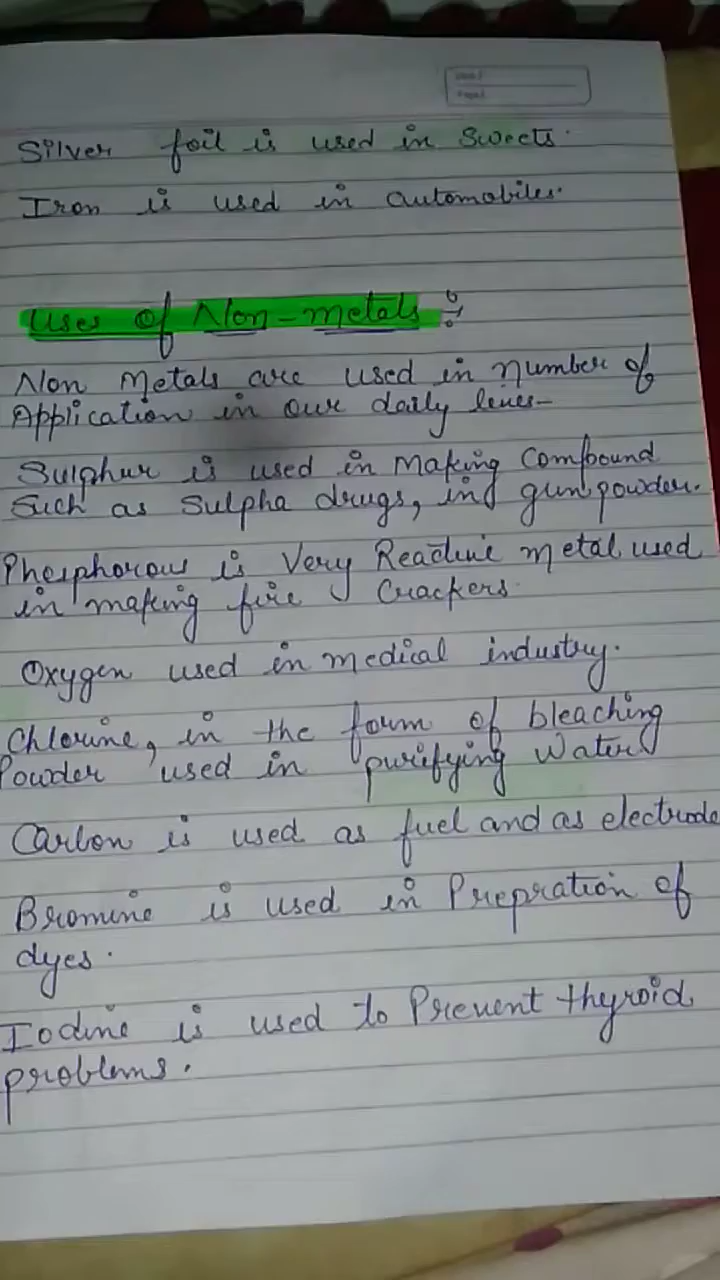 Silver foil is used in sweets.
Iron is used in automobiles.
Uses of Non-metals :-
Non Metals are used in number of
Application in our daily lives-
Sulphur is used in making compound
Such as Sulpha drugs, in gun powder.
Phosphorous is Very Reactive metal used
in making fire crackers.
Oxygen used in medical industry.
Chlorine, in the form of bleaching
Powder used in purifying Water
Carbon is used as fuel and as electrode
Bromine is used in Prepration of
dyes.
Iodine is used to Prevent thyroid
problems.